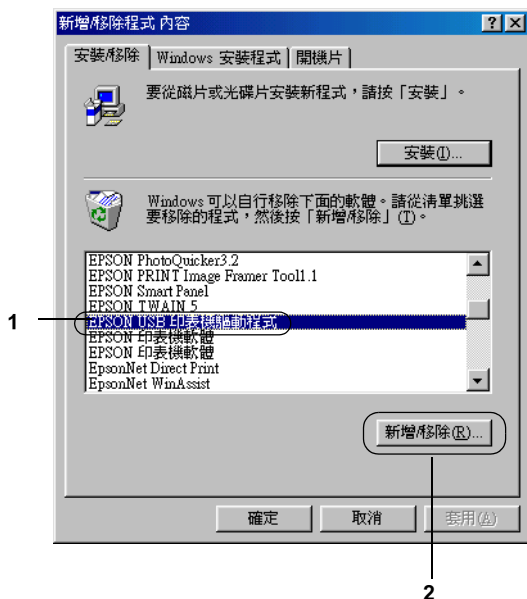 新增/移除程式 內容
安裝/移除 Windows 安裝程式 開機片
要從磁片或光碟片安裝新程式，請按「安裝」。
安裝(I)...
Windows 可以自行移除下面的軟體。請從清單挑選
要移除的程式，然後按「新增/移除」(T)。
EPSON PhotoQuicker3.2
EPSON PRINT Image Framer Tool1.1
EPSON Smart Panel
EPSON TWAIN 5
1 EPSON USB 印表機驅動程式
EPSON 印表機軟體
EPSON 印表機軟體
EpsonNet Direct Print
EpsonNet WinAssist
新增/移除(R)...
確定 取消 套用(A)
2